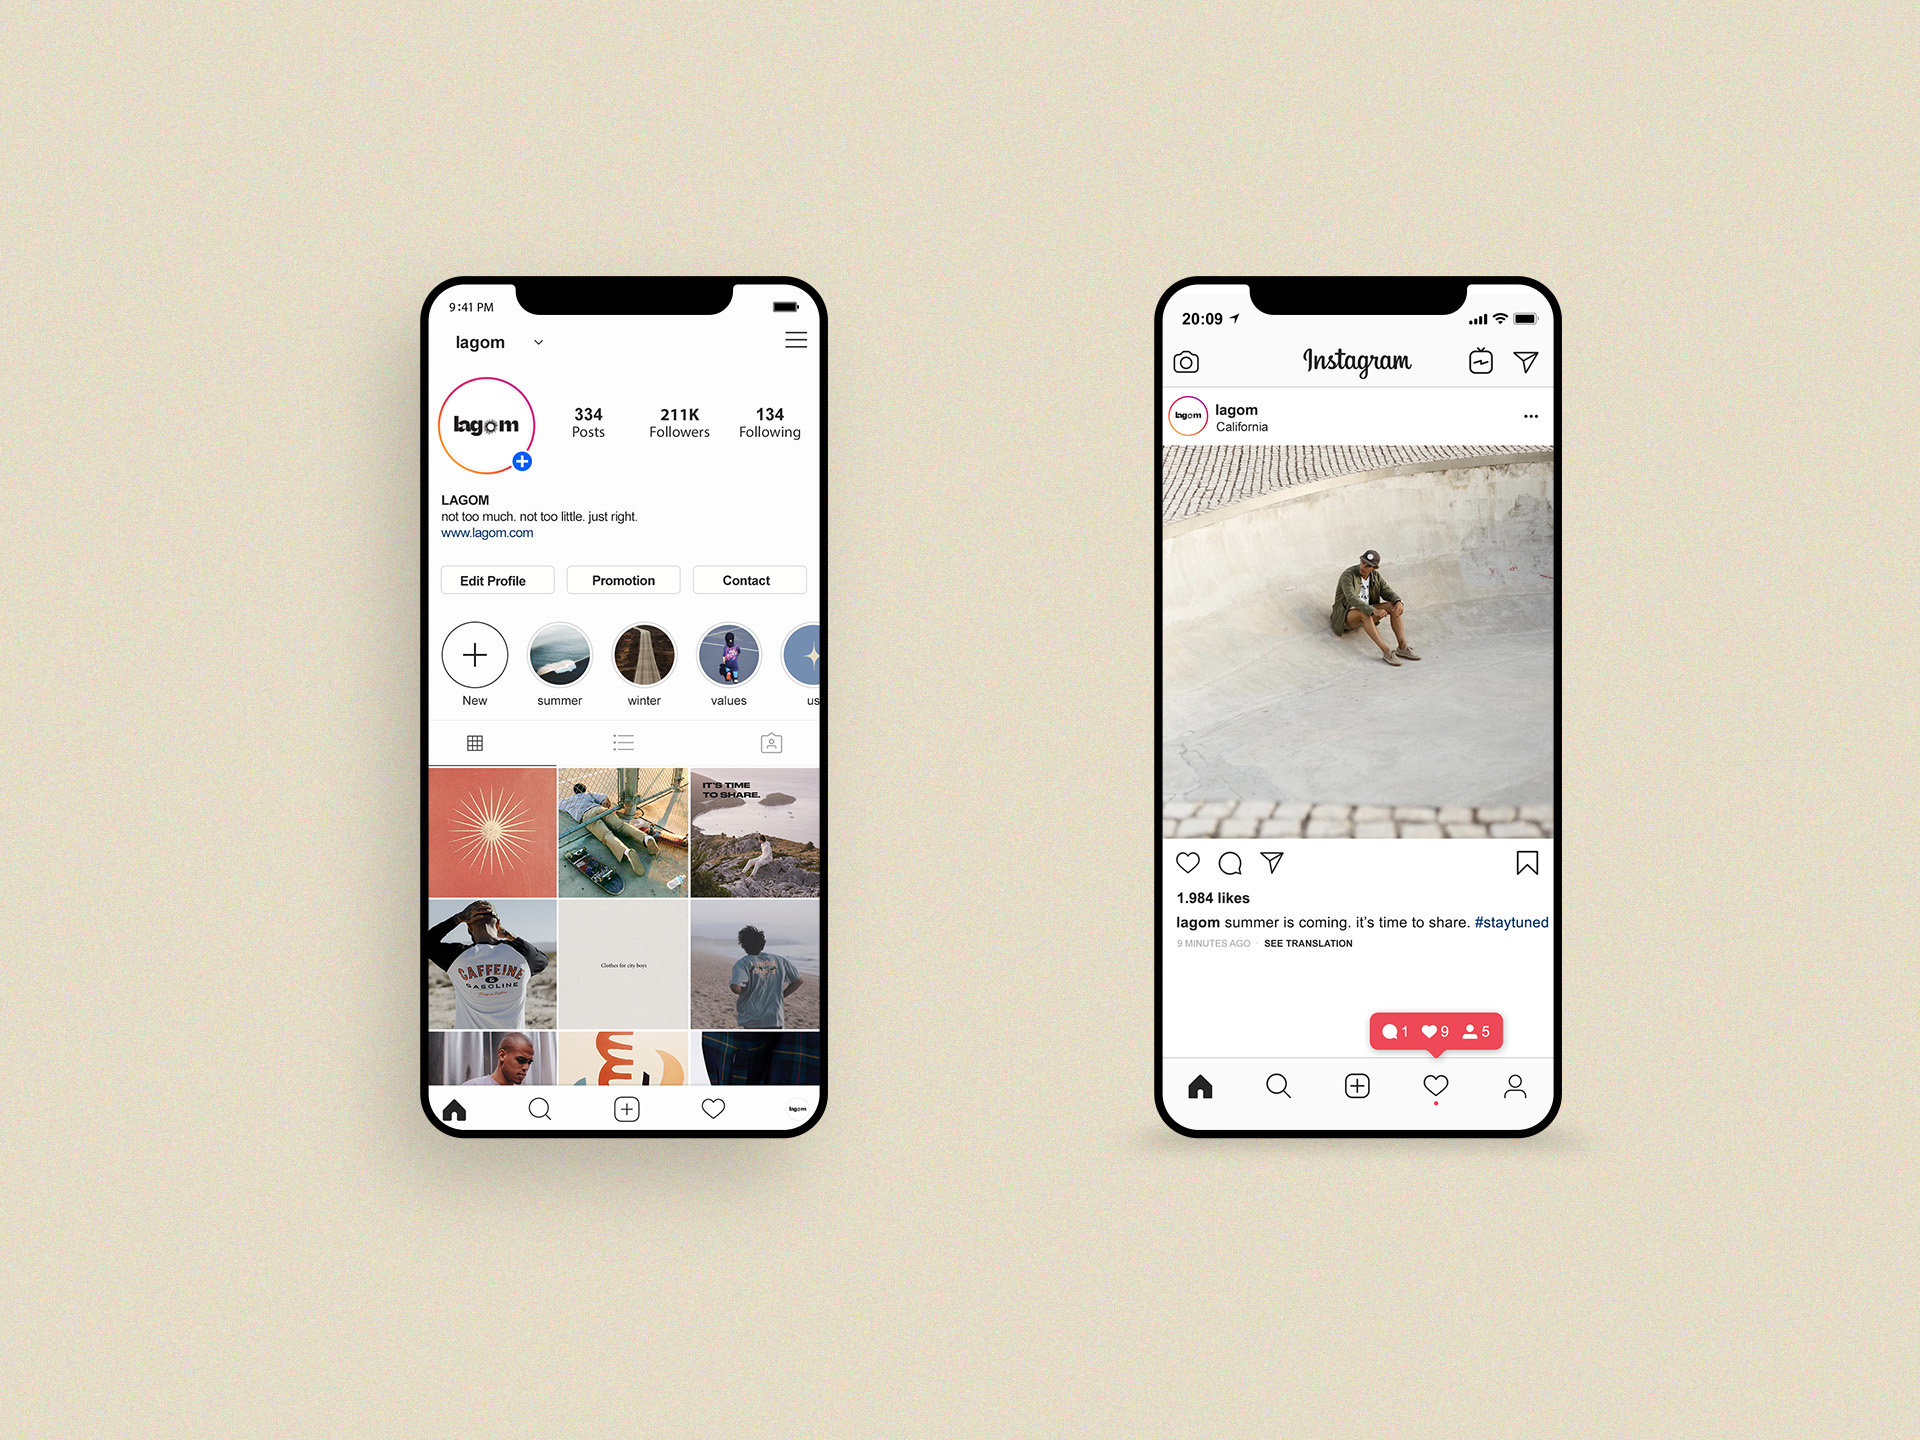 9:41 PM
lagom
lagom
334
Posts
211K
Followers
134
Following
LAGOM
not too much. not too little. just right.
www.lagom.com
Edit Profile
Promotion
Contact
New
summer
winter
values
us
IT'S TIME
TO SHARE.
CAFFEINE
&
GASOLINE
Clothes for city boys
lagom
20:09
Instagram
lagom
lagom
California
1.984 likes
lagom summer is coming. it's time to share. #staytuned
9 MINUTES AGO · SEE TRANSLATION
1 9 5